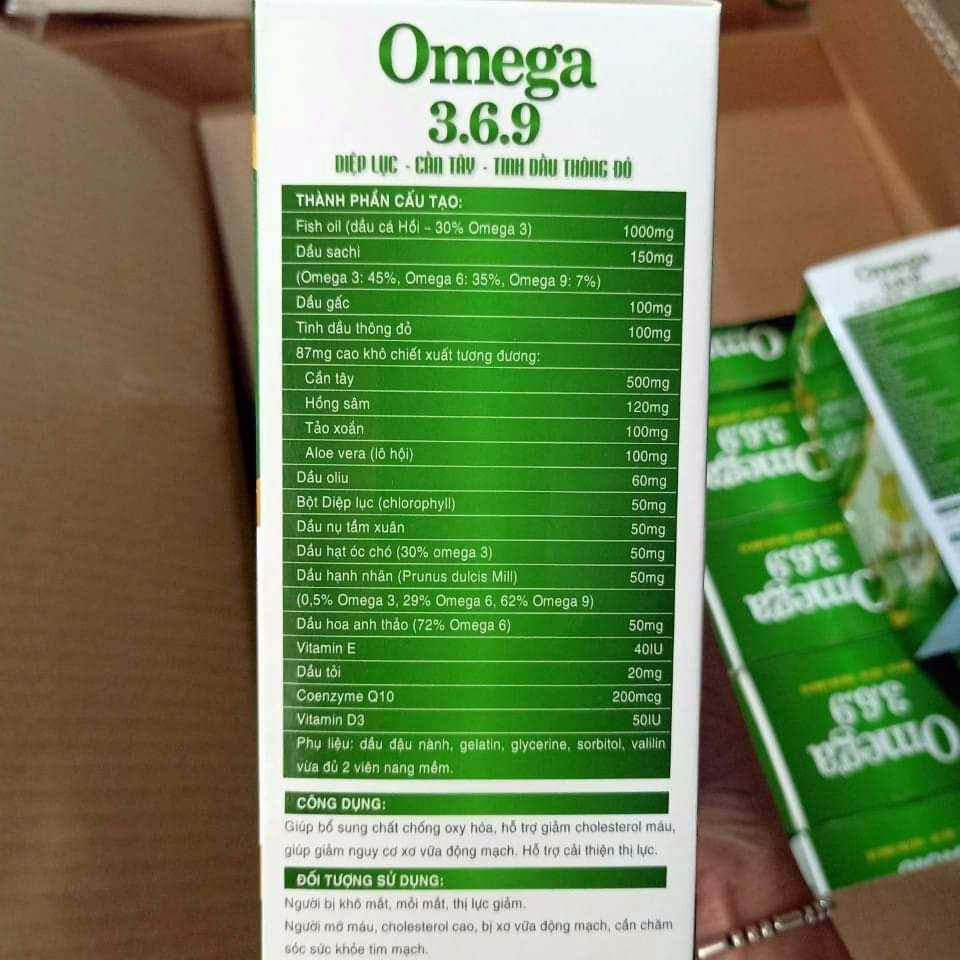 Omega
3.6.9
DIỆP LỤC - CẦN TÂY - TINH DẦU THÔNG ĐỎ
THÀNH PHẦN CẤU TẠO:
Fish oil (dầu cá Hồi – 30% Omega 3) 1000mg
Dầu sachi 150mg
(Omega 3: 45%, Omega 6: 35%, Omega 9: 7%)
Dầu gấc 100mg
Tinh dầu thông đỏ 100mg
87mg cao khô chiết xuất tương đương:
Cần tây 500mg
Hồng sâm 120mg
Tảo xoắn 100mg
Aloe vera (lô hội) 100mg
Dầu oliu 60mg
Bột Diệp lục (chlorophyll) 50mg
Dầu nụ tầm xuân 50mg
Dầu hạt óc chó (30% omega 3) 50mg
Dầu hạnh nhân (Prunus dulcis Mill) 50mg
(0,5% Omega 3, 29% Omega 6, 62% Omega 9)
Dầu hoa anh thảo (72% Omega 6) 50mg
Vitamin E 40IU
Dầu tỏi 20mg
Coenzyme Q10 200mcg
Vitamin D3 50IU
Phụ liệu: dầu đậu nành, gelatin, glycerine, sorbitol, valilin
vừa đủ 2 viên nang mềm.
CÔNG DỤNG:
Giúp bổ sung chất chống oxy hóa, hỗ trợ giảm cholesterol máu,
giúp giảm nguy cơ xơ vữa động mạch. Hỗ trợ cải thiện thị lực.
ĐỐI TƯỢNG SỬ DỤNG:
Người bị khô mắt, mỏi mắt, thị lực giảm.
Người mỡ máu, cholesterol cao, bị xơ vữa động mạch, cần chăm
sóc sức khỏe tim mạch.
Omega
3.6.9
Omega
3.6.9
Omega
3.6.9
Omega
3.6.9